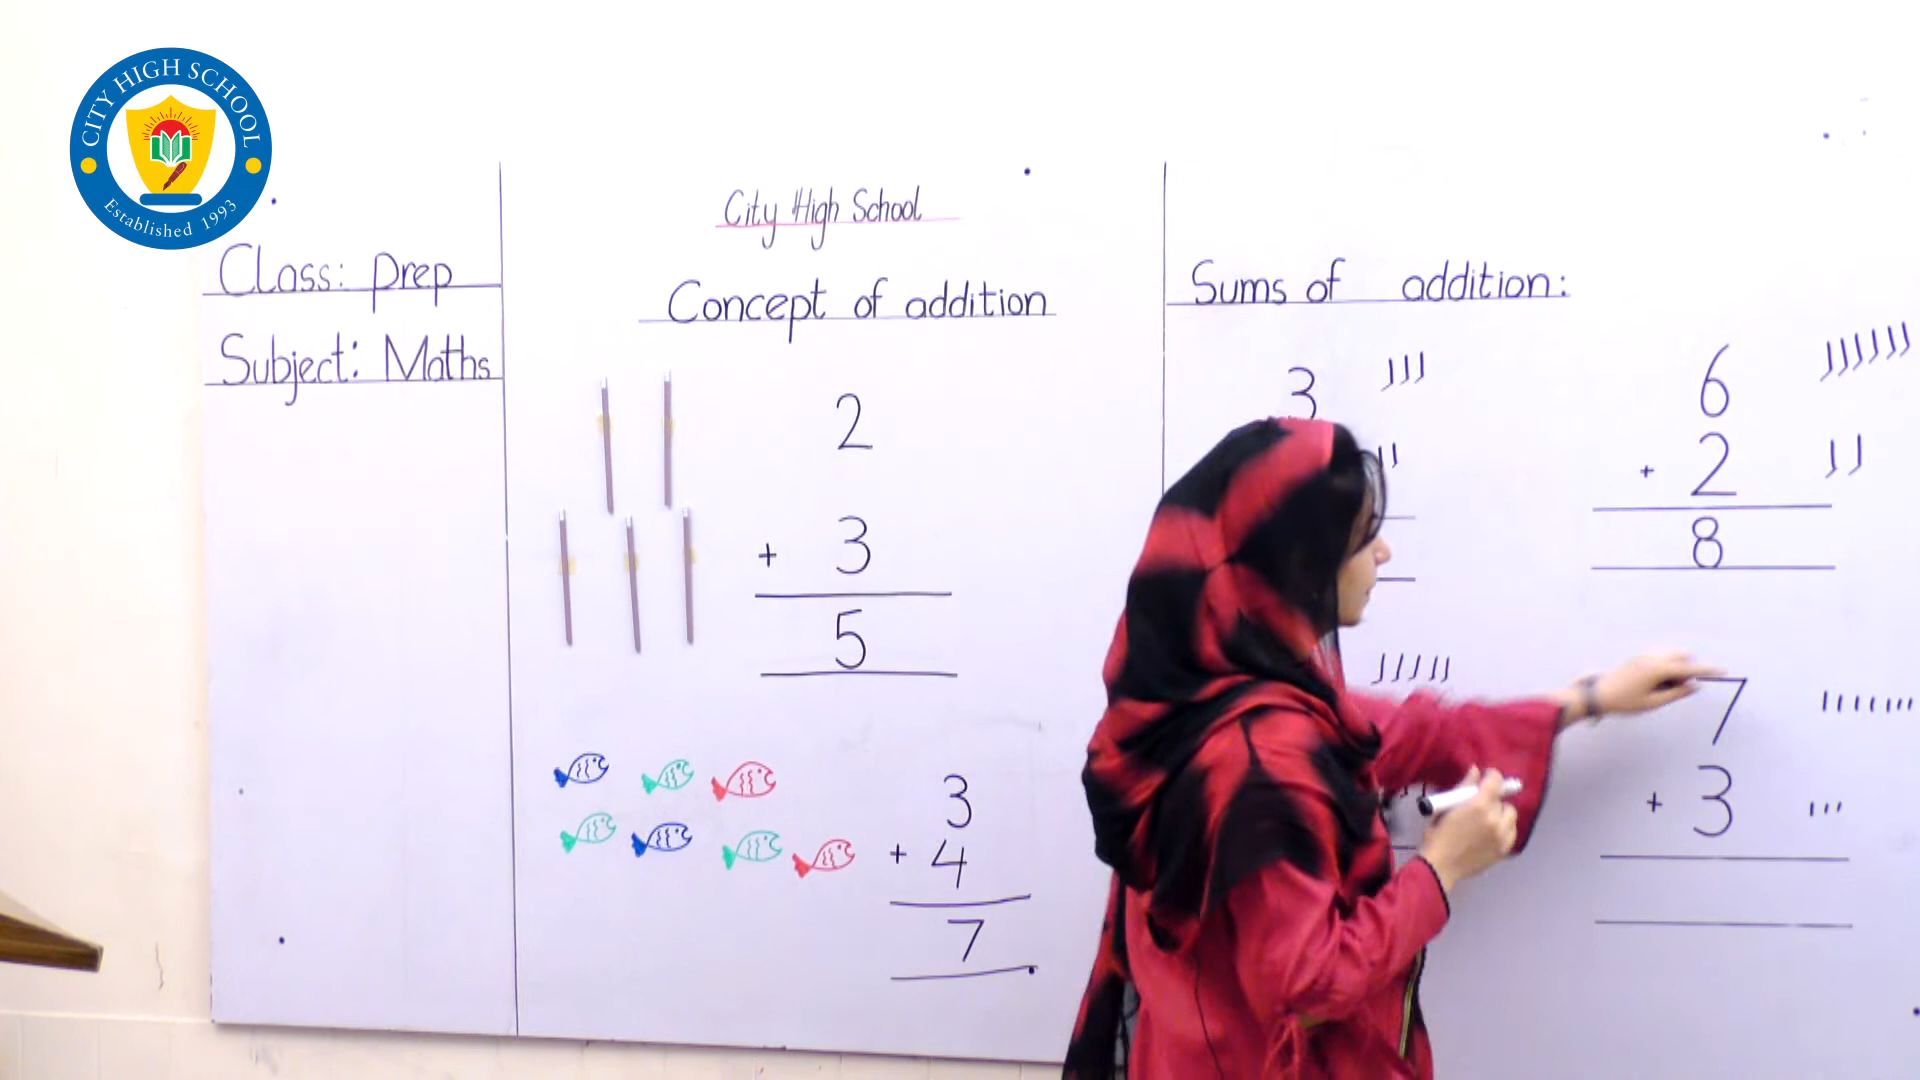 CITY HIGH SCHOOL
Established 1993
Class: prep
Subject: Maths
City High School
Concept of addition
2
+ 3
5
3
+ 4
7
Sums of addition:
3
6
+ 2
8
7
+ 3